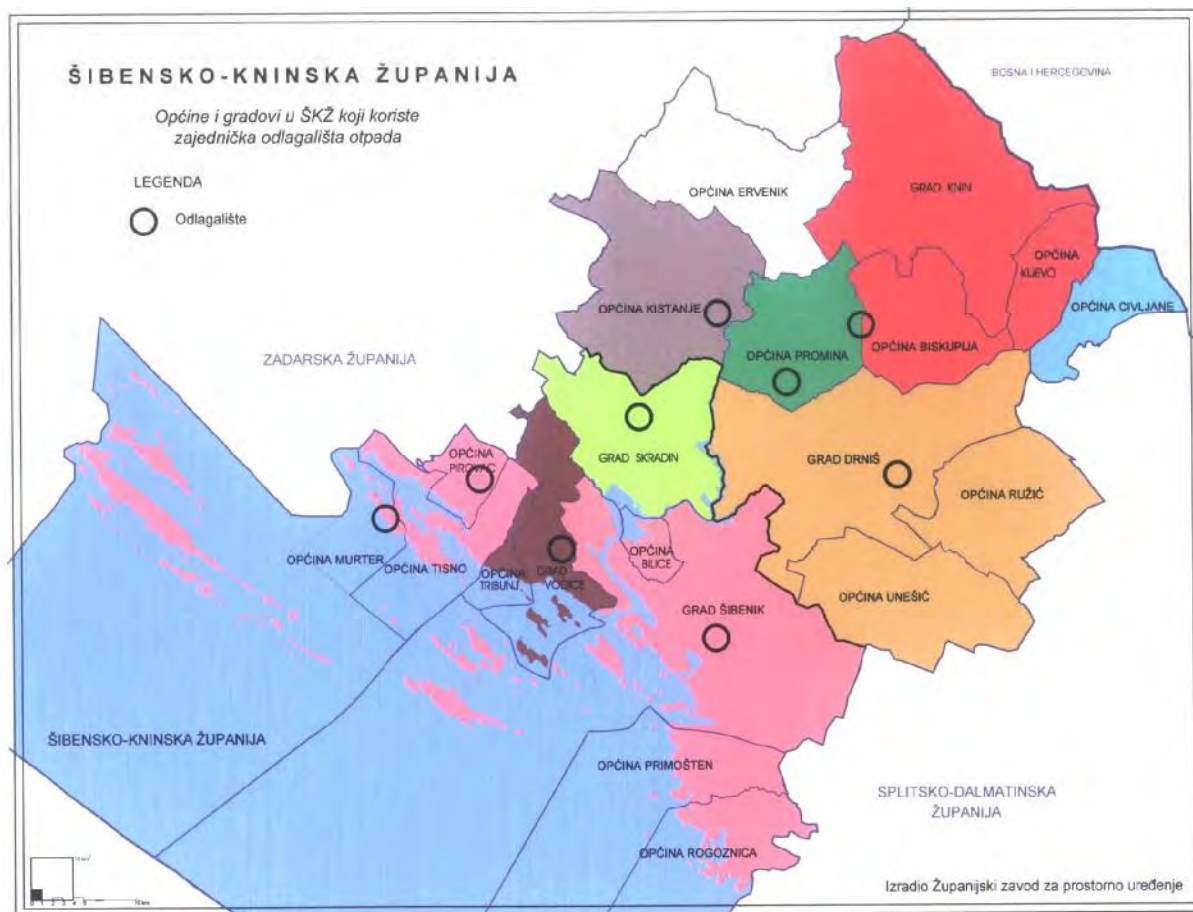 ŠIBENSKO-KNINSKA ŽUPANIJA
Općine i gradovi u ŠKŽ koji koriste
zajednička odlagališta otpada
LEGENDA
Odlagalište
BOSNA I HERCEGOVINA
OPĆINA ERVENIK
GRAD KNIN
OPĆINA
KIJEVO
OPĆINA CIVLJANE
OPĆINA KISTANJE
OPĆINA BISKUPIJA
OPĆINA PROMINA
ZADARSKA ŽUPANIJA
GRAD SKRADIN
GRAD DRNIŠ
OPĆINA RUŽIĆ
OPĆINA
PIROVAC
OPĆINA MURTER
OPĆINA TISNO
OPĆINA
TRIBUNJ
GRAD
VODICE
OPĆINA
BILICE
OPĆINA UNEŠIĆ
GRAD ŠIBENIK
ŠIBENSKO-KNINSKA ŽUPANIJA
OPĆINA PRIMOŠTEN
SPLITSKO-DALMATINSKA
ŽUPANIJA
OPĆINA ROGOZNICA
Izradio Županijski zavod za prostorno uređenje